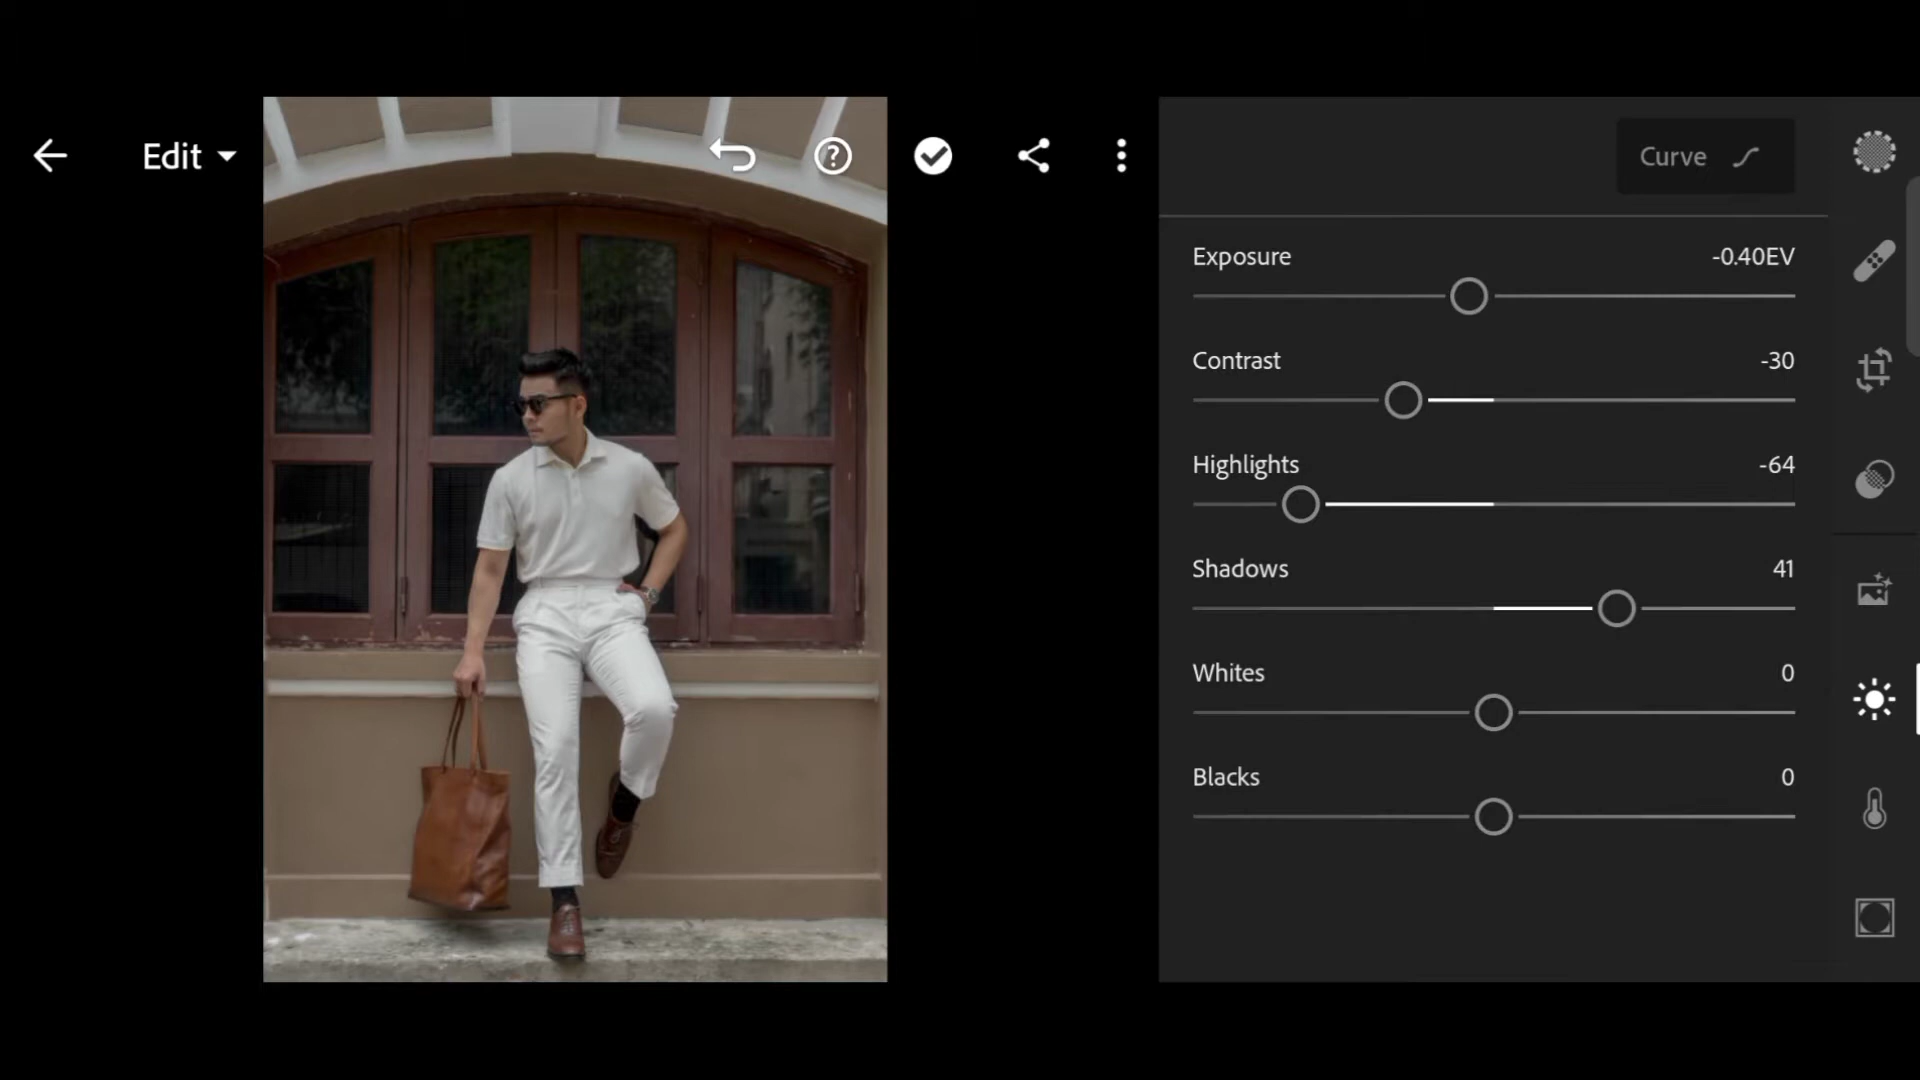 Edit
Curve
Exposure -0.40EV
Contrast -30
Highlights -64
Shadows 41
Whites 0
Blacks 0